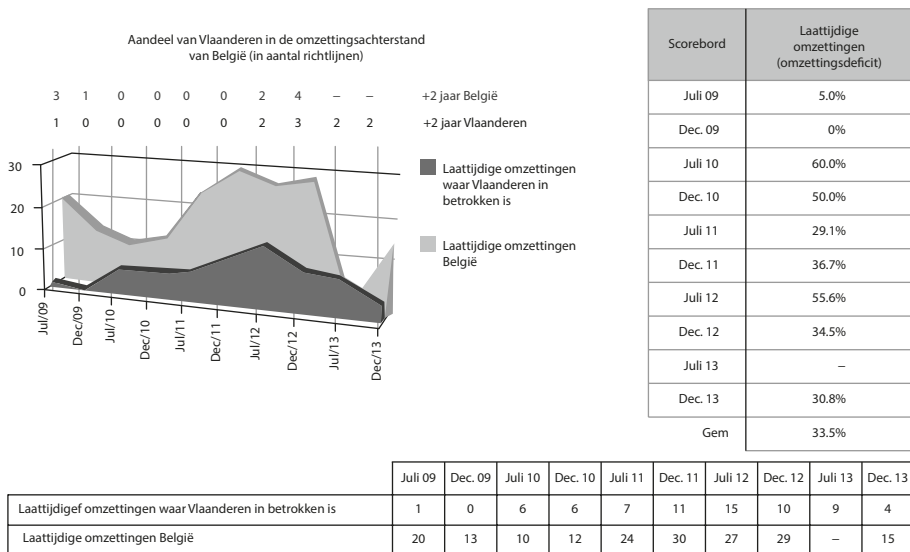 Aandeel van Vlaanderen in de omzettingsachterstand
van België (in aantal richtlijnen)
3 1 0 0 0 0 2 4 – – +2 jaar België
1 0 0 0 0 0 2 3 2 2 +2 jaar Vlaanderen
30
20
10
0
Jul/09 Dec/09 Jul/10 Dec/10 Jul/11 Dec/11 Jul/12 Dec/12 Jul/13 Dec/13
Laattijdige omzettingen
waar Vlaanderen in
betrokken is
Laattijdige omzettingen
België
Scorebord Laattijdige
omzettingen
(omzettingsdeficit)
Juli 09 5.0%
Dec. 09 0%
Juli 10 60.0%
Dec. 10 50.0%
Juli 11 29.1%
Dec. 11 36.7%
Juli 12 55.6%
Dec. 12 34.5%
Juli 13 –
Dec. 13 30.8%
Gem 33.5%
Juli 09 Dec. 09 Juli 10 Dec. 10 Juli 11 Dec. 11 Juli 12 Dec. 12 Juli 13 Dec. 13
Laattijdigef omzettingen waar Vlaanderen in betrokken is 1 0 6 6 7 11 15 10 9 4
Laattijdige omzettingen België 20 13 10 12 24 30 27 29 – 15